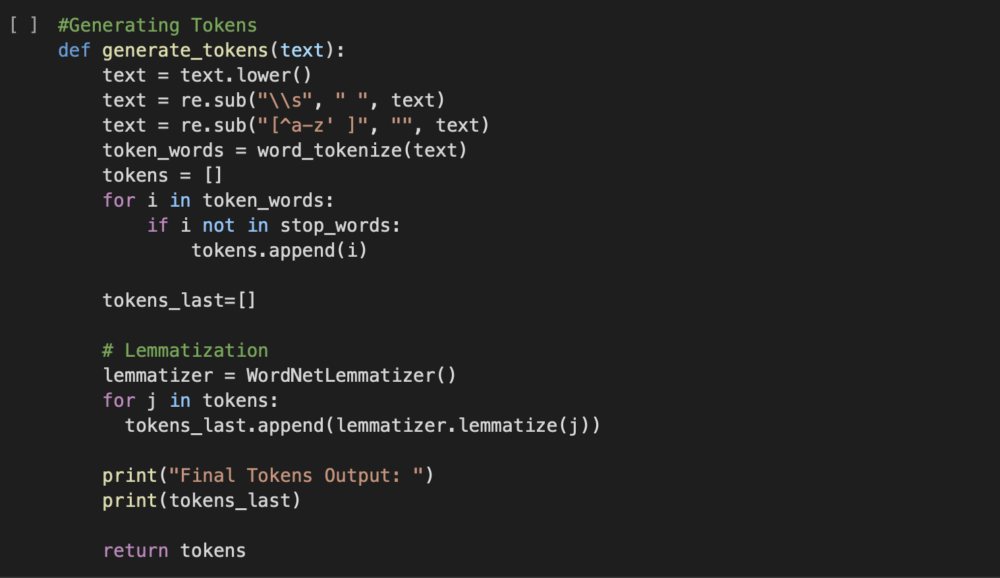 [ ] #Generating Tokens
def generate_tokens(text):
    text = text.lower()
    text = re.sub("\\s", " ", text)
    text = re.sub("[^a-z' ]", "", text)
    token_words = word_tokenize(text)
    tokens = []
    for i in token_words:
        if i not in stop_words:
            tokens.append(i)

    tokens_last=[]

    # Lemmatization
    lemmatizer = WordNetLemmatizer()
    for j in tokens:
      tokens_last.append(lemmatizer.lemmatize(j))

    print("Final Tokens Output: ")
    print(tokens_last)

    return tokens